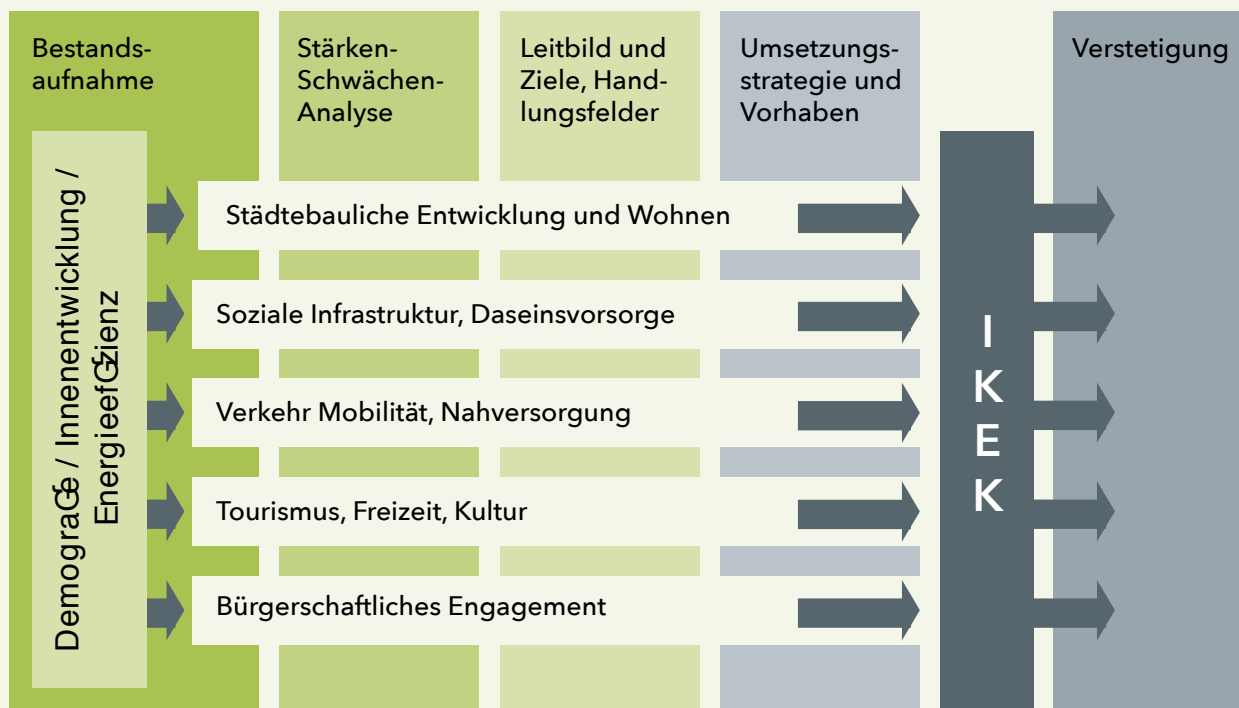 Bestands-
aufnahme
Stärken-
Schwächen-
Analyse
Leitbild und
Ziele, Hand-
lungsfelder
Umsetzungs-
strategie und
Vorhaben
Verstetigung
/ Innenentwicklung /
Städtebauliche Entwicklung und Wohnen
Soziale Infrastruktur, Daseinsvorsorge
Verkehr Mobilität, Nahversorgung
Tourismus, Freizeit, Kultur
Bürgerschaftliches Engagement
I
K
E
K